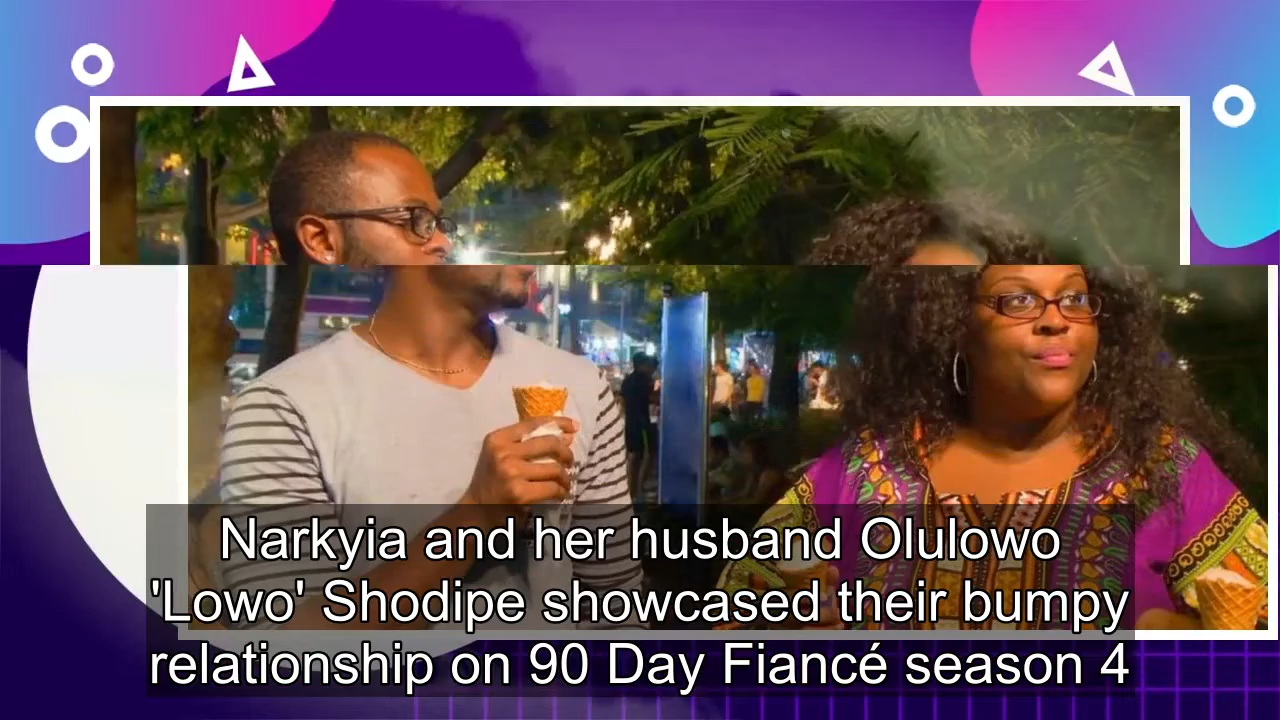 Narkyia and her husband Olulowo
'Lowo' Shodipe showcased their bumpy
relationship on 90 Day Fiancé season 4